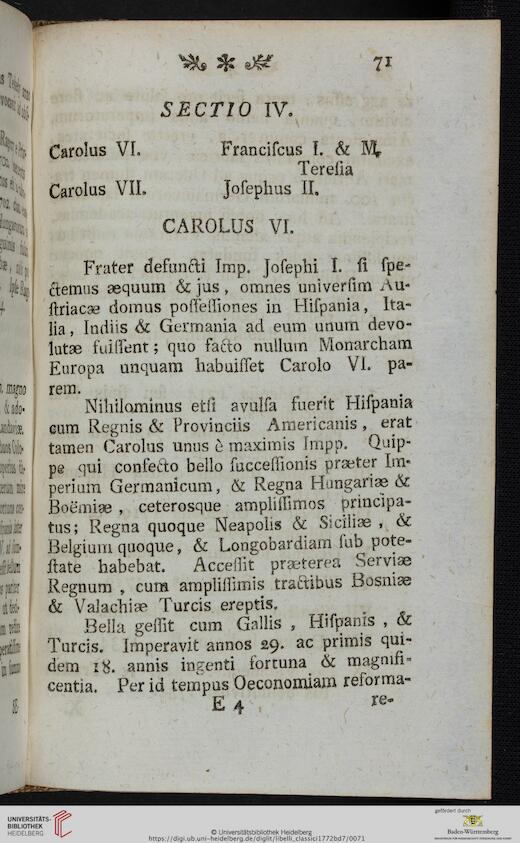 71
SECTIO IV.
Carolus VI. Franciſcus I. & M.
Tereſia
Carolus VII. Joſephus II.
CAROLUS VI.
Frater defuncti Imp. Joſephi I. ſi ſpe-
ctemus æquum & jus, omnes univerſim Au-
ſtriacæ domus poſſeſſiones in Hiſpania, Ita-
lia, Indiis & Germania ad eum unum devo-
lutæ fuiſſent; quo facto nullum Monarcham
Europa unquam habuiſſet Carolo VI. pa-
rem.
Nihilominus etſi avulſa fuerit Hiſpania
cum Regnis & Provinciis Americanis, erat
tamen Carolus unus è maximis Impp. Quip-
pe qui confecto bello ſucceſſionis præter Im-
perium Germanicum, & Regna Hungariæ &
Boëmiæ, ceterosque ampliſſimos principa-
tus; Regna quoque Neapolis & Siciliæ, &
Belgium quoque, & Longobardiam ſub pote-
ſtate habebat. Acceſſit præterea Serviæ
Regnum, cum ampliſſimis tractibus Bosniæ
& Valachiæ Turcis ereptis.
Bella geſſit cum Gallis, Hiſpanis, &
Turcis. Imperavit annos 29. ac primis qui-
dem 18. annis ingenti fortuna & magnifi-
centia. Per id tempus Oeconomiam reforma-
E 4 re-
UNIVERSITÄTS-
BIBLIOTHEK
HEIDELBERG
© Universitätsbibliothek Heidelberg
https://digi.ub.uni-heidelberg.de/diglit/libelli_classici1772bd7/0071
gefördert durch
Baden-Württemberg